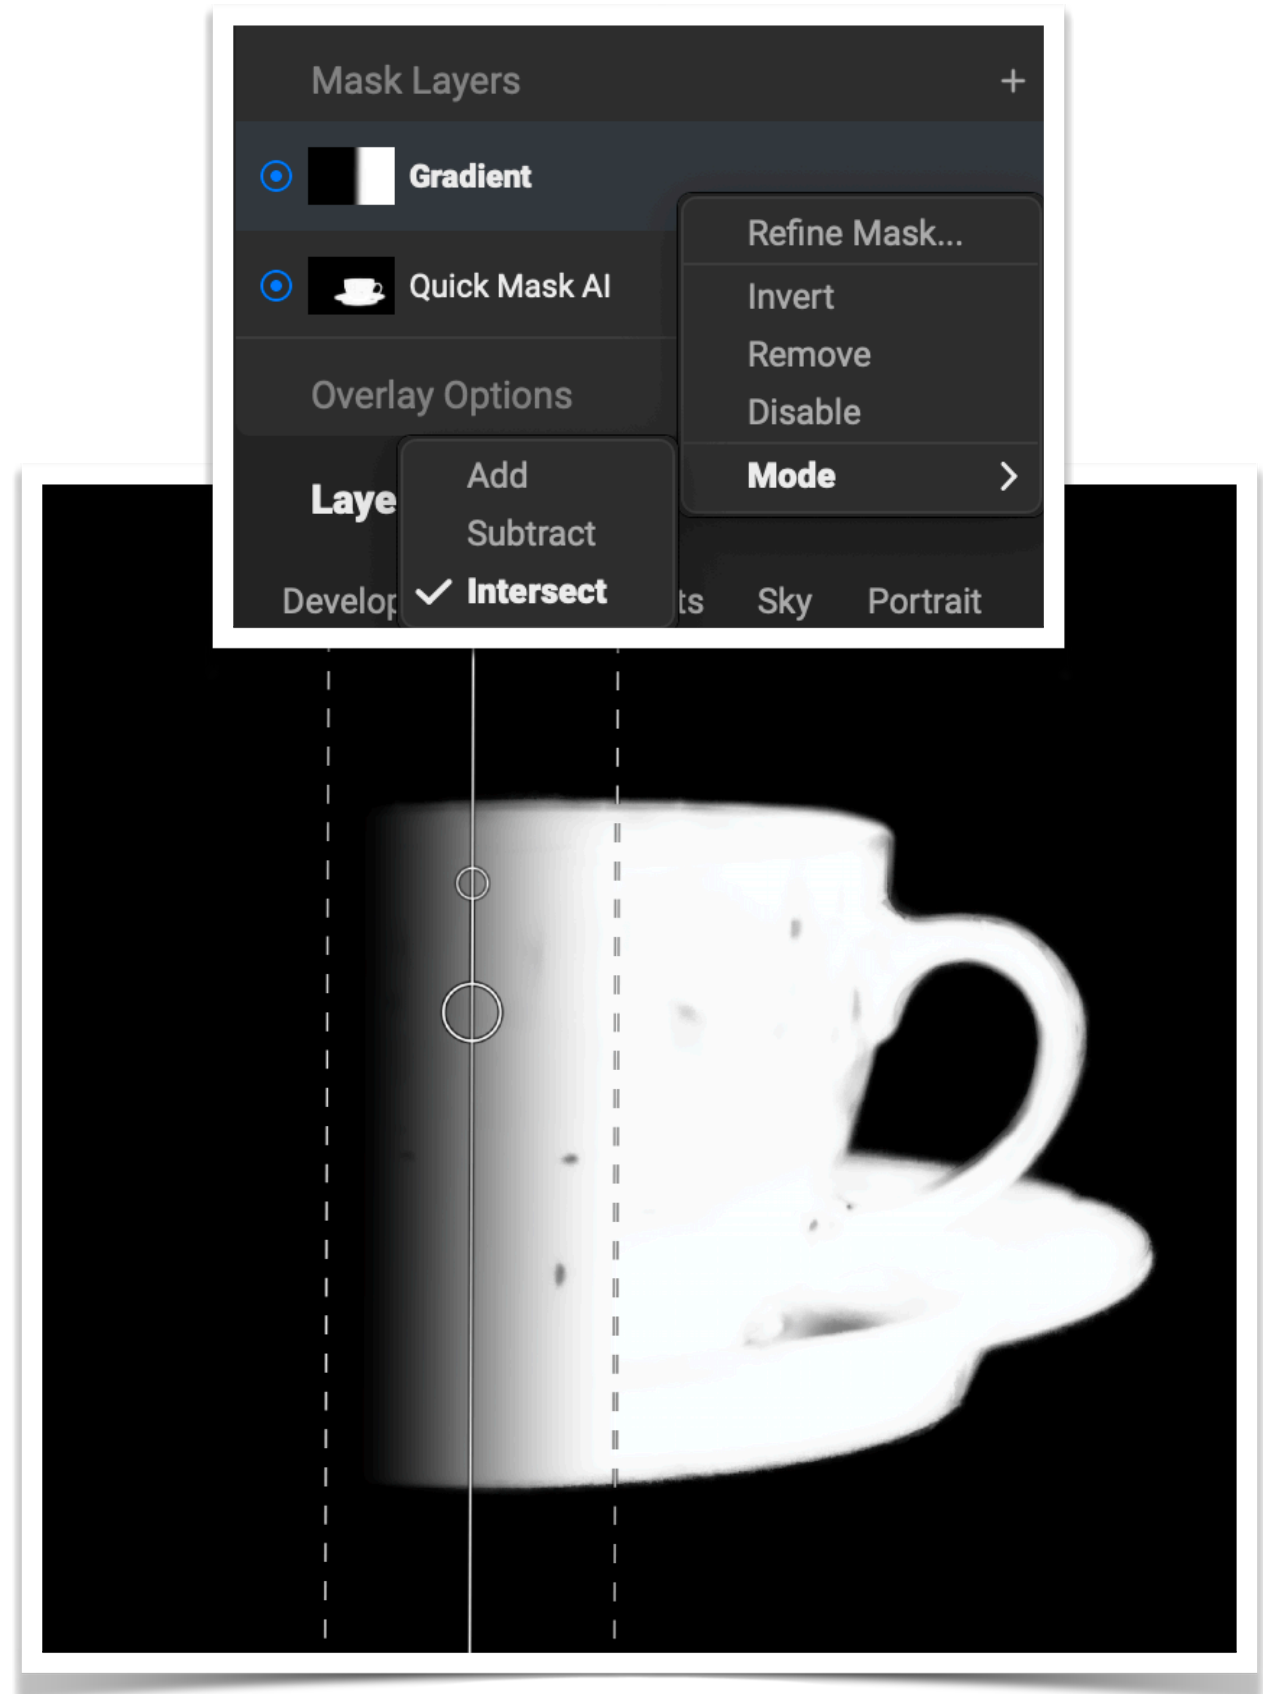 Mask Layers +
Gradient
Refine Mask...
Quick Mask AI
Invert
Remove
Overlay Options
Disable
Mode
Add
Subtract
Intersect
Sky
Portrait